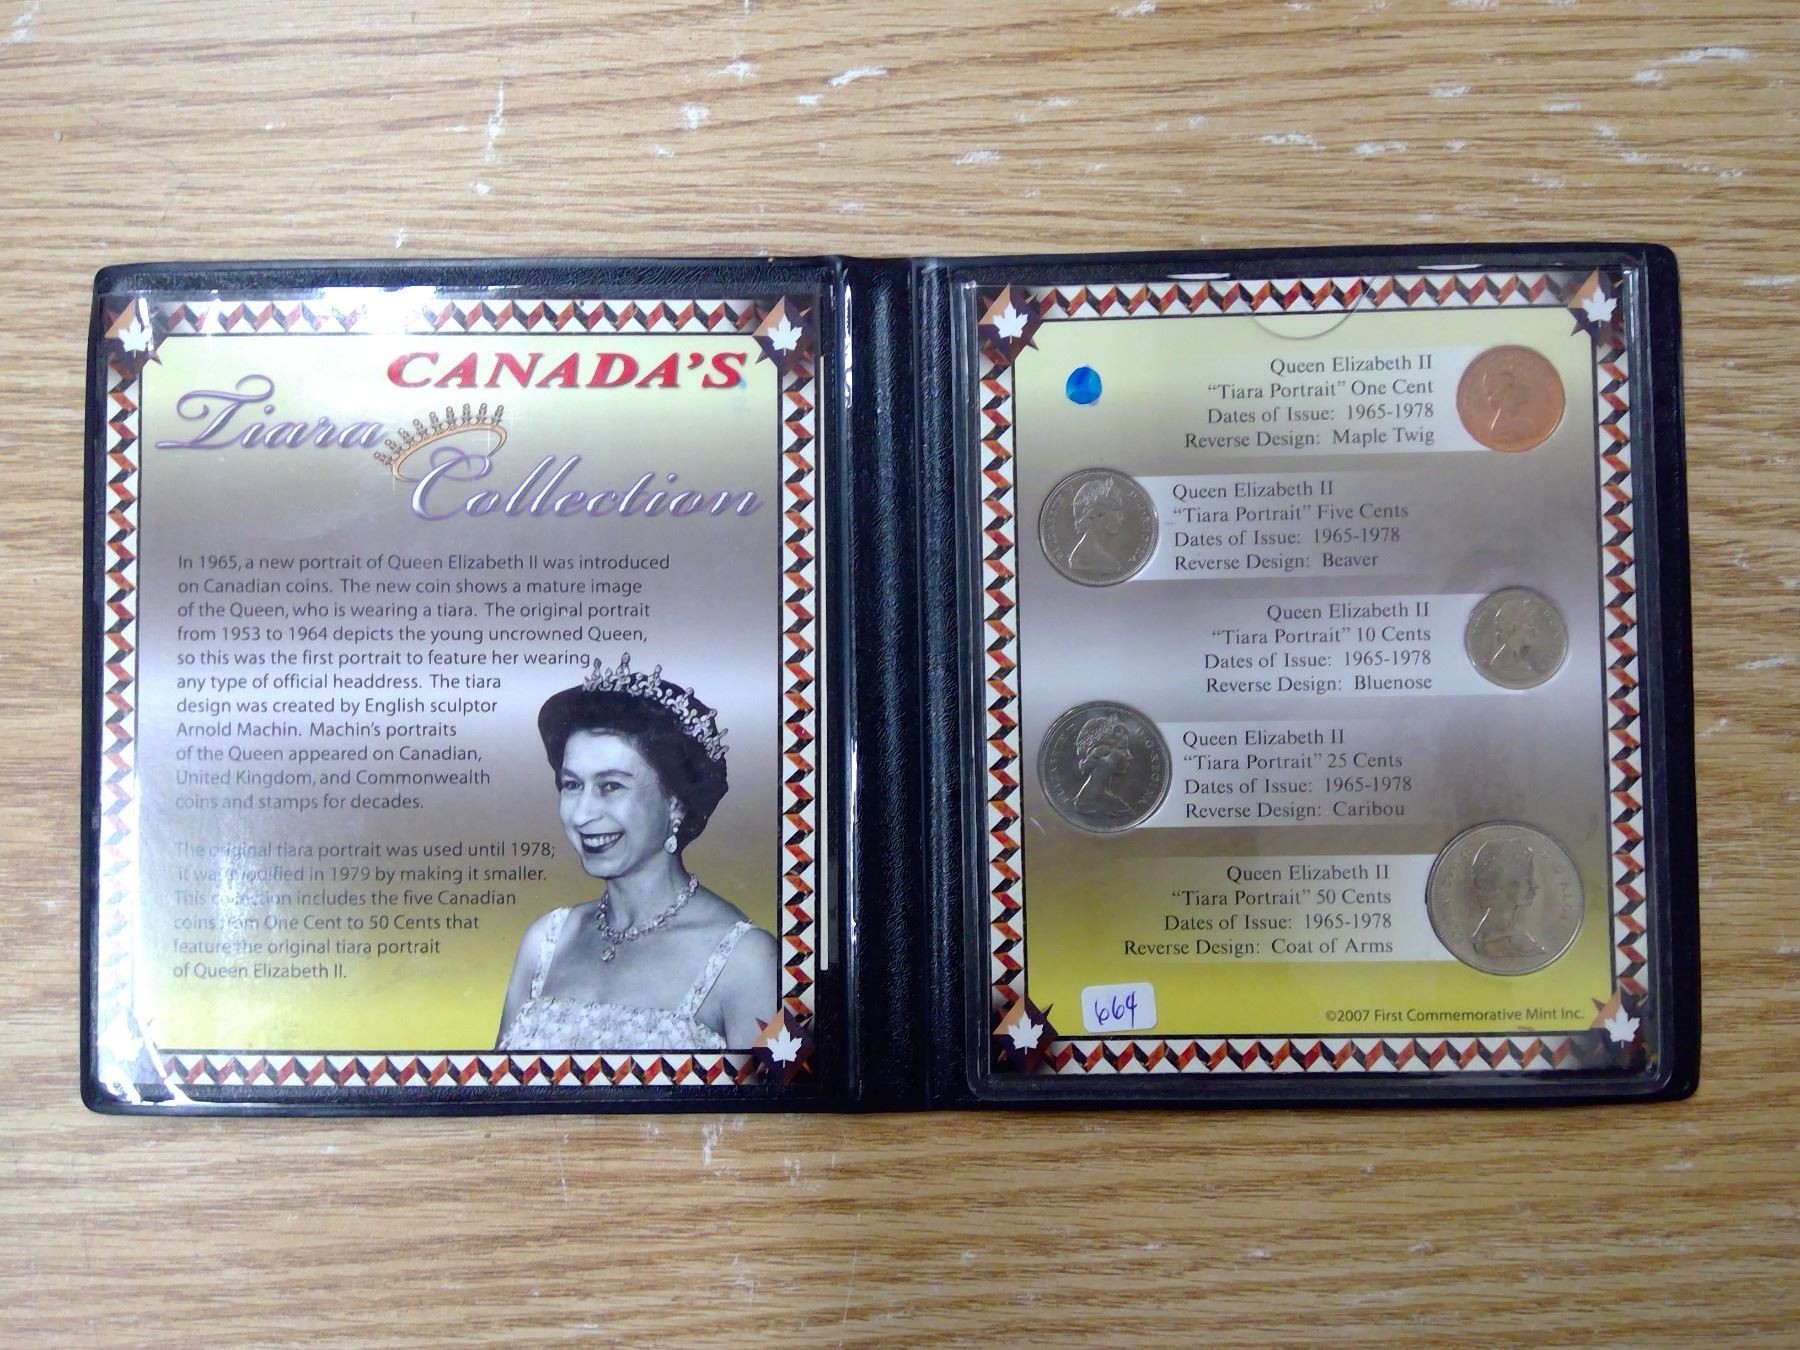 CANADA'S
Tiara
Collection
In 1965, a new portrait of Queen Elizabeth II was introduced
on Canadian coins. The new coin shows a mature image
of the Queen, who is wearing a tiara. The original portrait
from 1953 to 1964 depicts the young uncrowned Queen,
so this was the first portrait to feature her wearing
any type of official headdress. The tiara
design was created by English sculptor
Arnold Machin. Machin's portraits
of the Queen appeared on Canadian,
United Kingdom, and Commonwealth
coins and stamps for decades.
The original tiara portrait was used until 1978;
it was modified in 1979 by making it smaller.
This collection includes the five Canadian
coins from One Cent to 50 Cents that
feature the original tiara portrait
of Queen Elizabeth II.
Queen Elizabeth II
"Tiara Portrait" One Cent
Dates of Issue: 1965-1978
Reverse Design: Maple Twig
Queen Elizabeth II
"Tiara Portrait" Five Cents
Dates of Issue: 1965-1978
Reverse Design: Beaver
Queen Elizabeth II
"Tiara Portrait" 10 Cents
Dates of Issue: 1965-1978
Reverse Design: Bluenose
Queen Elizabeth II
"Tiara Portrait" 25 Cents
Dates of Issue: 1965-1978
Reverse Design: Caribou
Queen Elizabeth II
"Tiara Portrait" 50 Cents
Dates of Issue: 1965-1978
Reverse Design: Coat of Arms
664
©2007 First Commemorative Mint Inc.